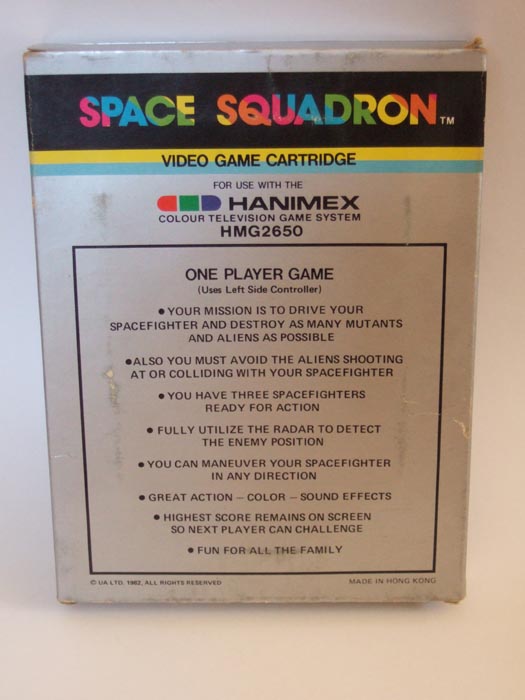 SPACE SQUADRON TM
VIDEO GAME CARTRIDGE
FOR USE WITH THE
HANIMEX
COLOUR TELEVISION GAME SYSTEM
HMG2650
ONE PLAYER GAME
(Uses Left Side Controller)
• YOUR MISSION IS TO DRIVE YOUR
SPACEFIGHTER AND DESTROY AS MANY MUTANTS
AND ALIENS AS POSSIBLE
• ALSO YOU MUST AVOID THE ALIENS SHOOTING
AT OR COLLIDING WITH YOUR SPACEFIGHTER
• YOU HAVE THREE SPACEFIGHTERS
READY FOR ACTION
• FULLY UTILIZE THE RADAR TO DETECT
THE ENEMY POSITION
• YOU CAN MANEUVER YOUR SPACEFIGHTER
IN ANY DIRECTION
• GREAT ACTION – COLOR – SOUND EFFECTS
• HIGHEST SCORE REMAINS ON SCREEN
SO NEXT PLAYER CAN CHALLENGE
• FUN FOR ALL THE FAMILY
© UA LTD. 1982, ALL RIGHTS RESERVED
MADE IN HONG KONG